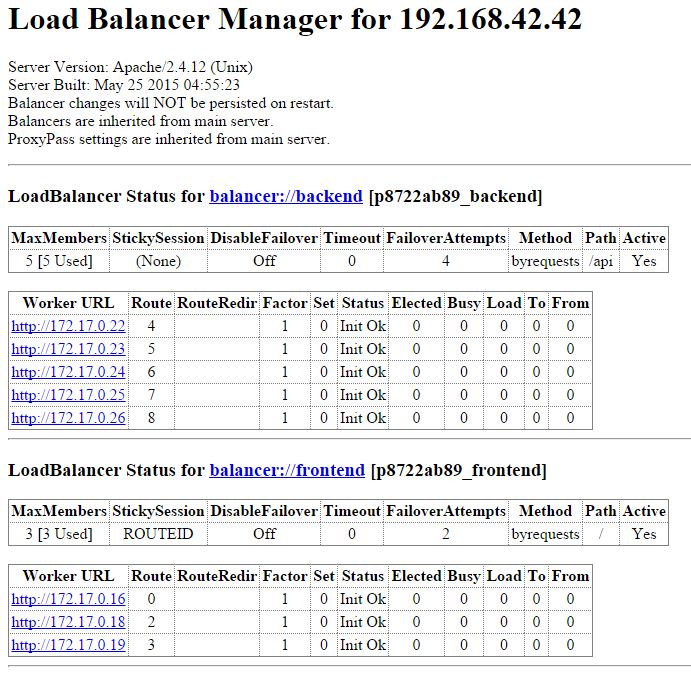 Load Balancer Manager for 192.168.42.42
Server Version: Apache/2.4.12 (Unix)
Server Built: May 25 2015 04:55:23
Balancer changes will NOT be persisted on restart.
Balancers are inherited from main server.
ProxyPass settings are inherited from main server.
LoadBalancer Status for balancer://backend [p8722ab89_backend]
MaxMembers StickySession DisableFailover Timeout FailoverAttempts Method Path Active
5 [5 Used] (None) Off 0 4 byrequests /api Yes
Worker URL Route RouteRedir Factor Set Status Elected Busy Load To From
http://172.17.0.22 4 1 0 Init Ok 0 0 0 0 0
http://172.17.0.23 5 1 0 Init Ok 0 0 0 0 0
http://172.17.0.24 6 1 0 Init Ok 0 0 0 0 0
http://172.17.0.25 7 1 0 Init Ok 0 0 0 0 0
http://172.17.0.26 8 1 0 Init Ok 0 0 0 0 0
LoadBalancer Status for balancer://frontend [p8722ab89_frontend]
MaxMembers StickySession DisableFailover Timeout FailoverAttempts Method Path Active
3 [3 Used] ROUTEID Off 0 2 byrequests / Yes
Worker URL Route RouteRedir Factor Set Status Elected Busy Load To From
http://172.17.0.16 0 1 0 Init Ok 0 0 0 0 0
http://172.17.0.18 2 1 0 Init Ok 0 0 0 0 0
http://172.17.0.19 3 1 0 Init Ok 0 0 0 0 0